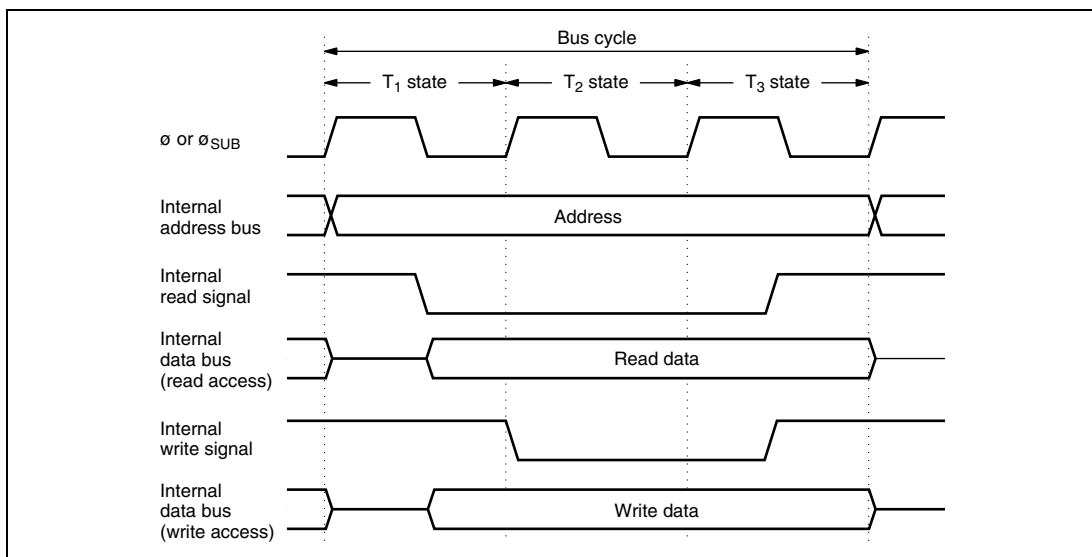 Bus cycle
T₁ state
T₂ state
T₃ state
ø or øSUB
Internal
address bus
Address
Internal
read signal
Internal
data bus
(read access)
Read data
Internal
write signal
Internal
data bus
(write access)
Write data